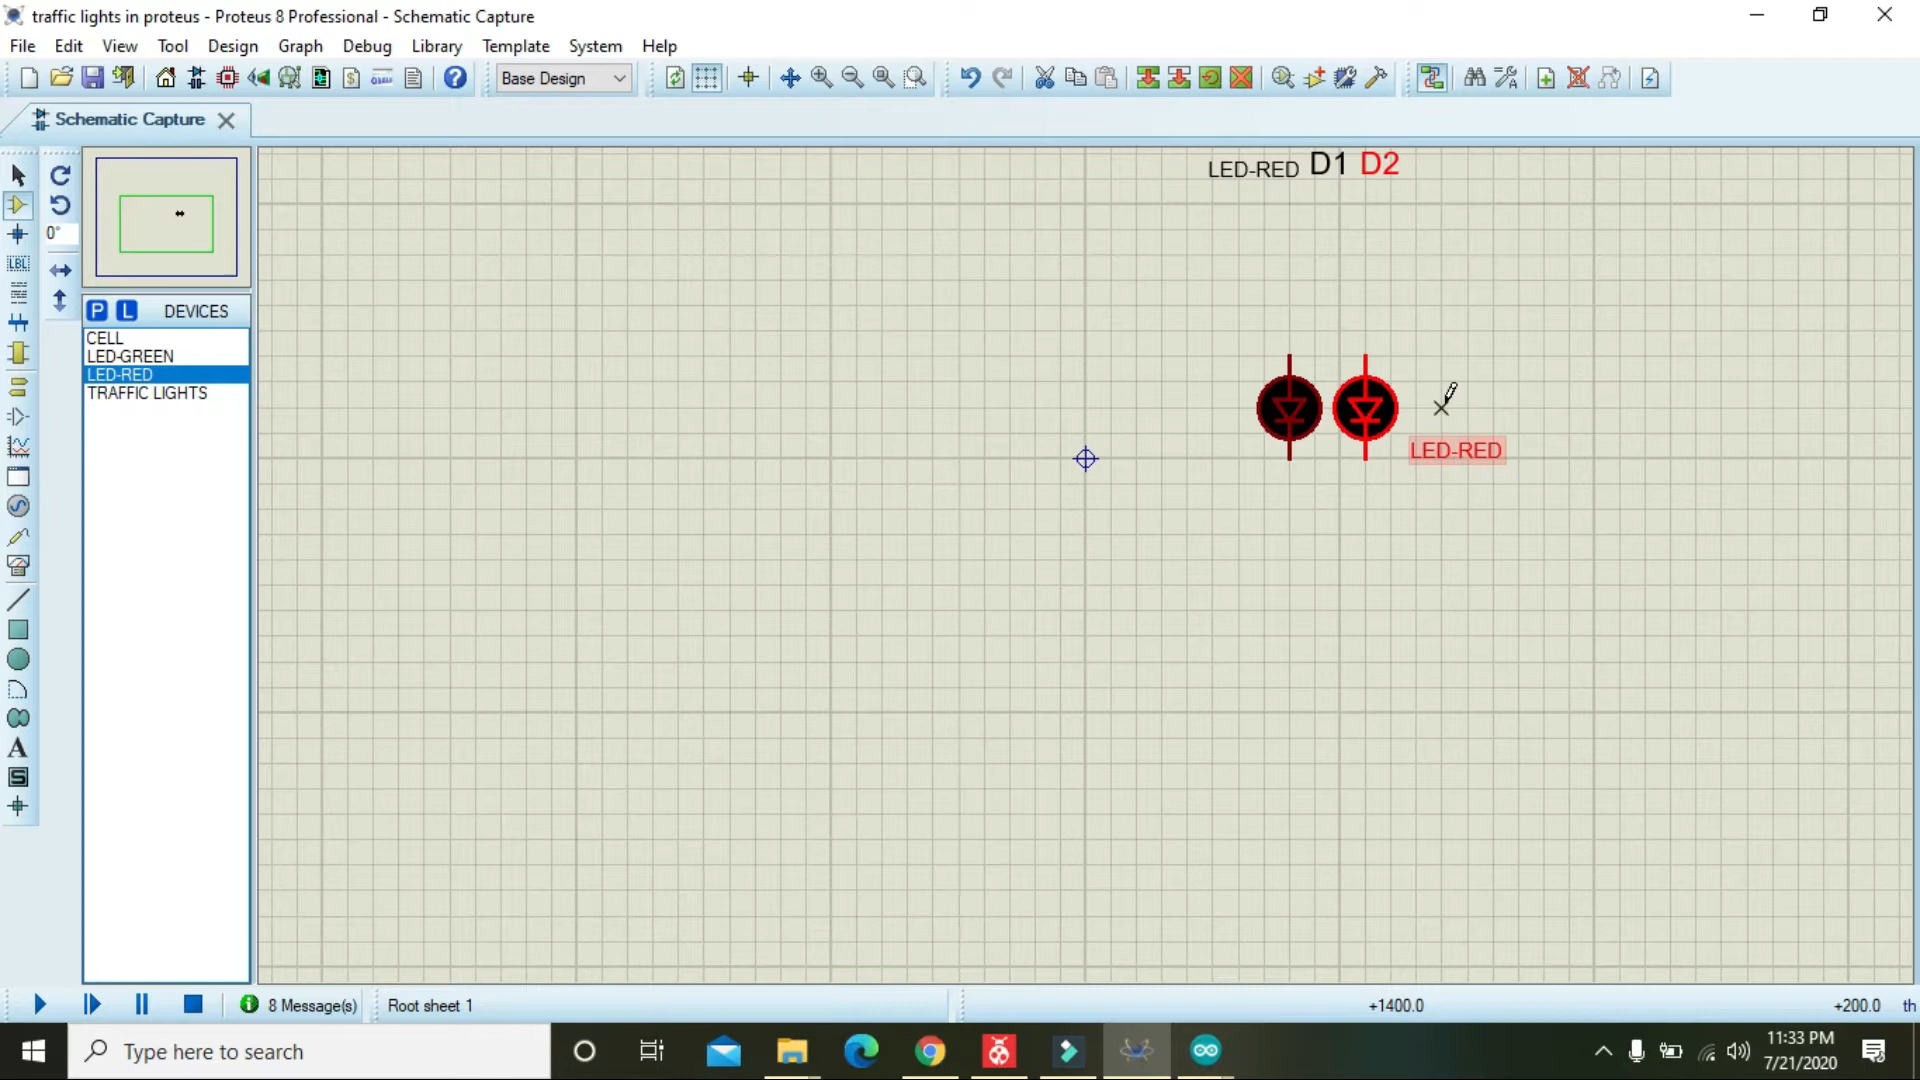 traffic lights in proteus - Proteus 8 Professional - Schematic Capture
File Edit View Tool Design Graph Debug Library Template System Help
Base Design
Schematic Capture
LED-RED D1 D2
0°
P L DEVICES
CELL
LED-GREEN
LED-RED
TRAFFIC LIGHTS
LBL
LED-RED
A
S
8 Message(s) Root sheet 1 +1400.0 +200.0 th
Type here to search
11:33 PM
7/21/2020